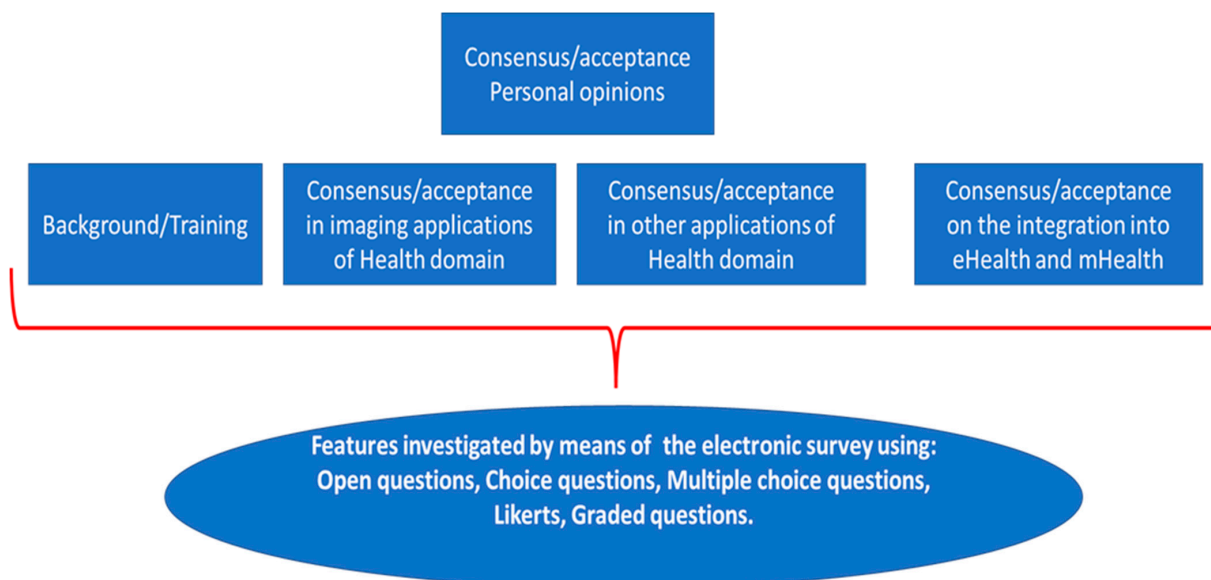 Consensus/acceptance
Personal opinions
Background/Training
Consensus/acceptance
in imaging applications
of Health domain
Consensus/acceptance
in other applications of
Health domain
Consensus/acceptance
on the integration into
eHealth and mHealth
Features investigated by means of the electronic survey using:
Open questions, Choice questions, Multiple choice questions,
Likerts, Graded questions.